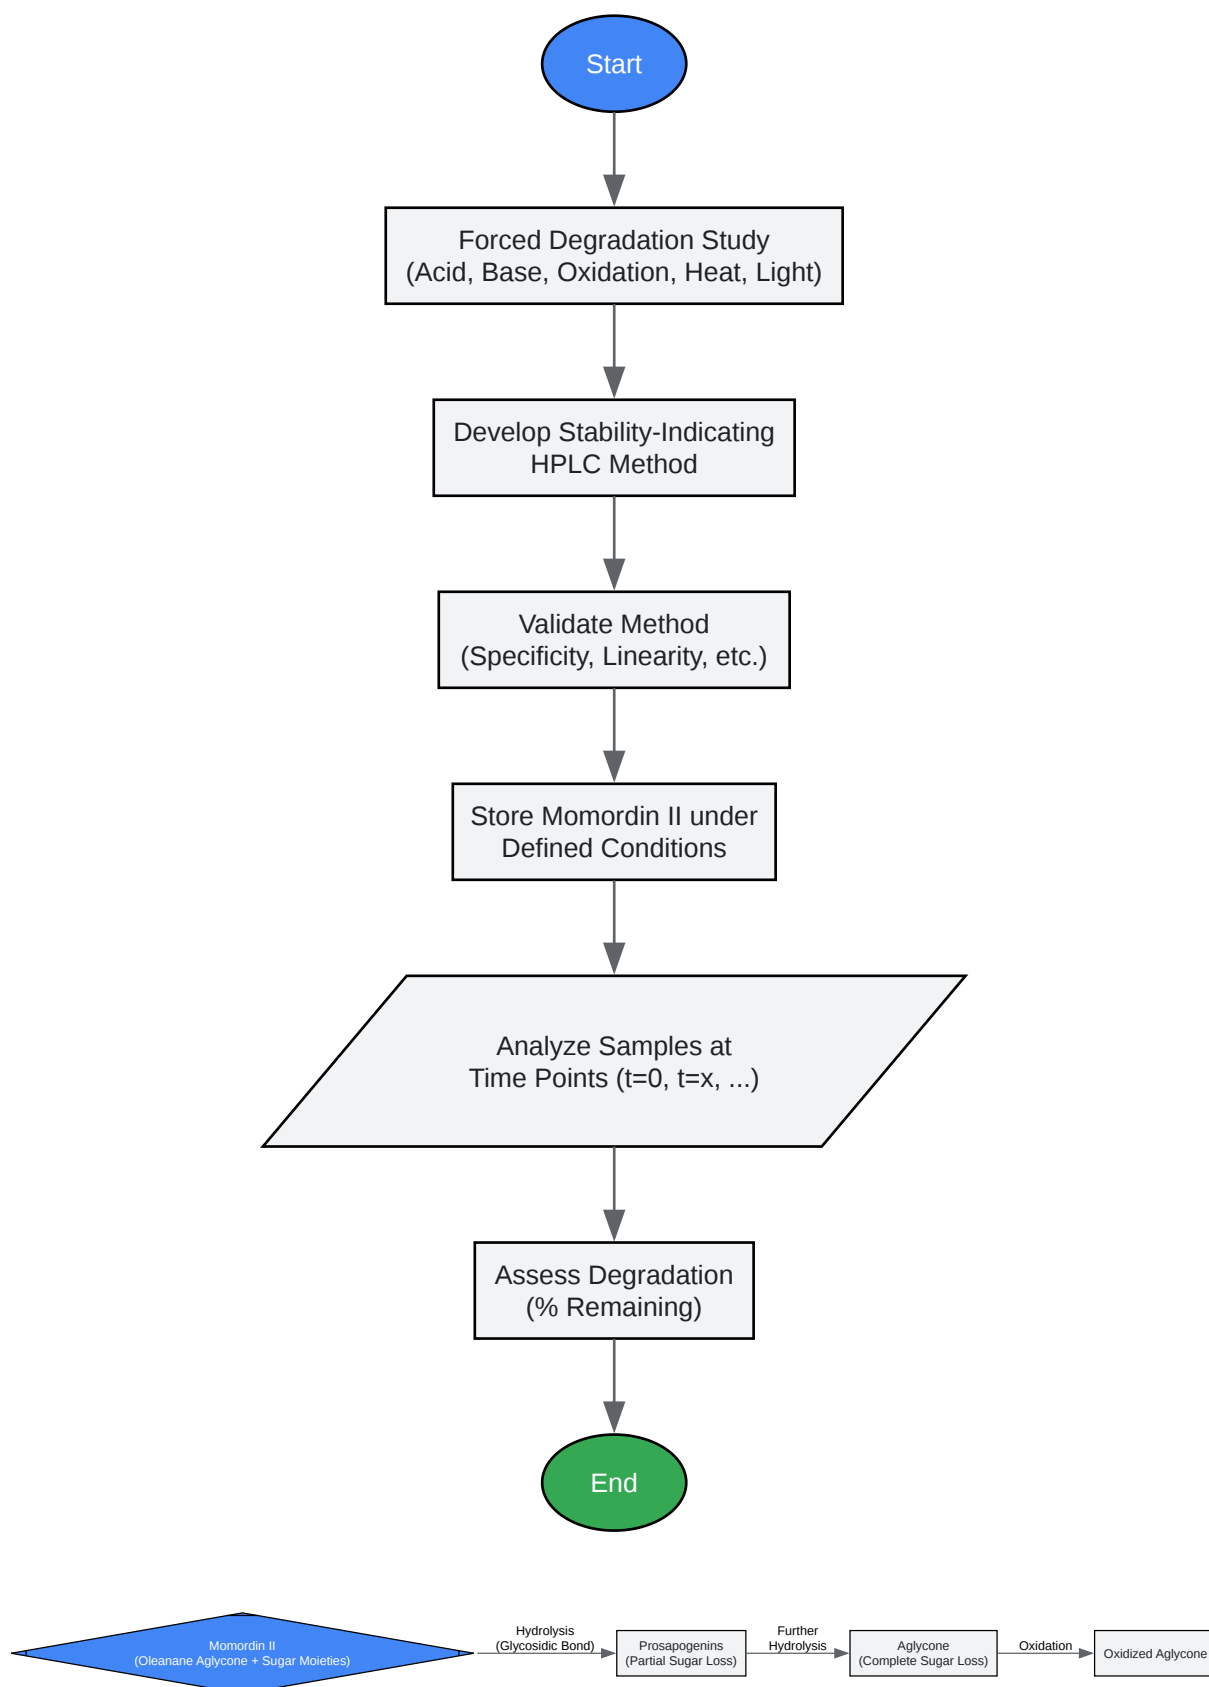 Start
Forced Degradation Study
(Acid, Base, Oxidation, Heat, Light)
Develop Stability-Indicating
HPLC Method
Validate Method
(Specificity, Linearity, etc.)
Store Momordin II under
Defined Conditions
Analyze Samples at
Time Points (t=0, t=x, ...)
Assess Degradation
(% Remaining)
End
Momordin II
(Oleanane Aglycone + Sugar Moieties)
Hydrolysis
(Glycosidic Bond)
Prosapogenins
(Partial Sugar Loss)
Further
Hydrolysis
Aglycone
(Complete Sugar Loss)
Oxidation
Oxidized Aglycone